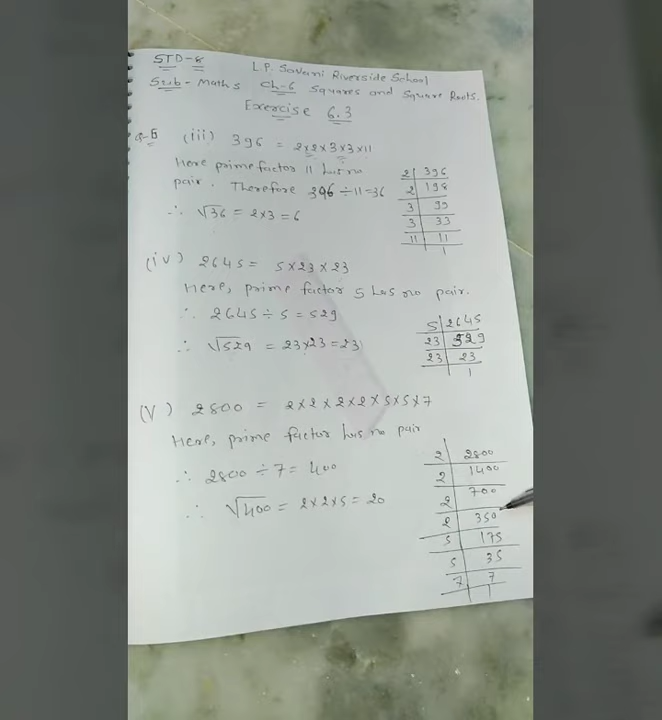 STD-8 L.P. Savani Riverside School
Sub- Maths Ch-6 Squares and Square Roots.
Exercise 6.3
Q-6 (iii) 396 = 2×2×3×3×11
Here prime factor 11 has no
pair. Therefore 396 ÷ 11 = 36
∴ √36 = 2×3 = 6
2 | 396
2 | 198
3 | 99
3 | 33
11 | 11
1
(iv) 2645 = 5×23×23
Here, prime factor 5 has no pair.
∴ 2645 ÷ 5 = 529
∴ √529 = 23×23 = 23
5 | 2645
23 | 529
23 | 23
1
(V) 2800 = 2×2×2×2×5×5×7
Here, prime factor has no pair
∴ 2800 ÷ 7 = 400
∴ √400 = 2×2×5 = 20
2 | 2800
2 | 1400
2 | 700
2 | 350
5 | 175
5 | 35
7 | 7
1